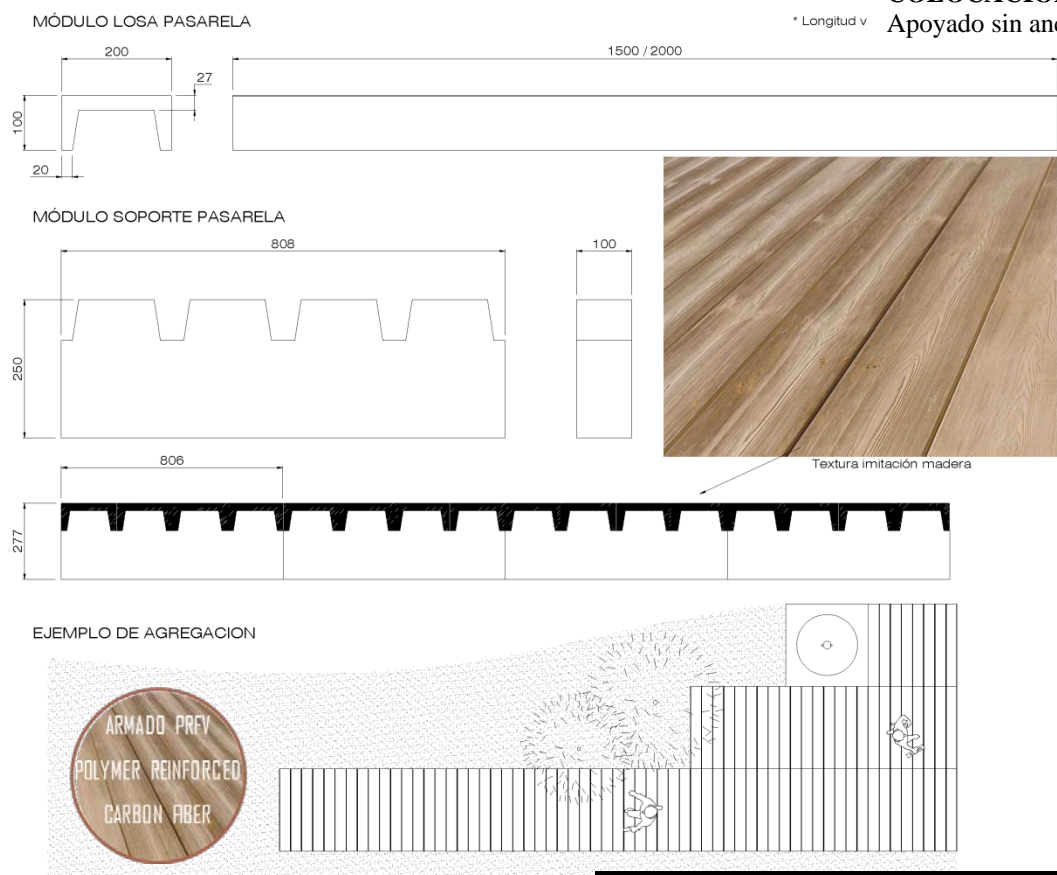 MÓDULO LOSA PASARELA
* Longitud v
Apoyado sin
200
27
100
20
1500 / 2000
MÓDULO SOPORTE PASARELA
808
100
250
Textura imitación madera
806
277
EJEMPLO DE AGREGACION
ARMADO PRFV
POLYMER REINFORCED
CARBON FIBER